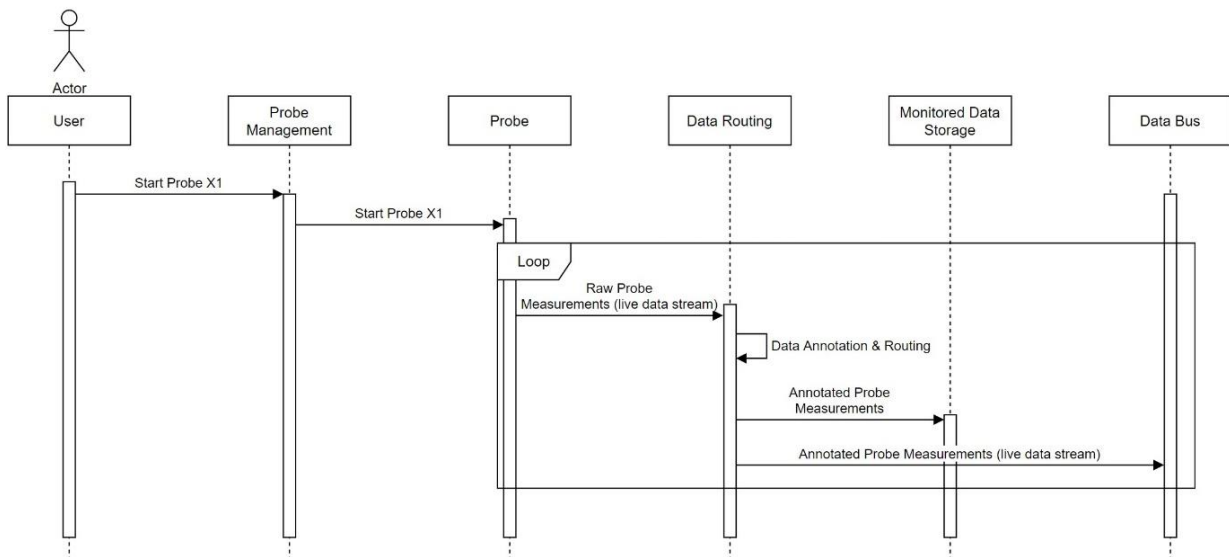 Actor
User
Probe
Management
Probe
Data Routing
Monitored Data
Storage
Data Bus
Start Probe X1
Start Probe X1
Loop
Raw Probe
Measurements (live data stream)
Data Annotation & Routing
Annotated Probe
Measurements
Annotated Probe Measurements (live data stream)